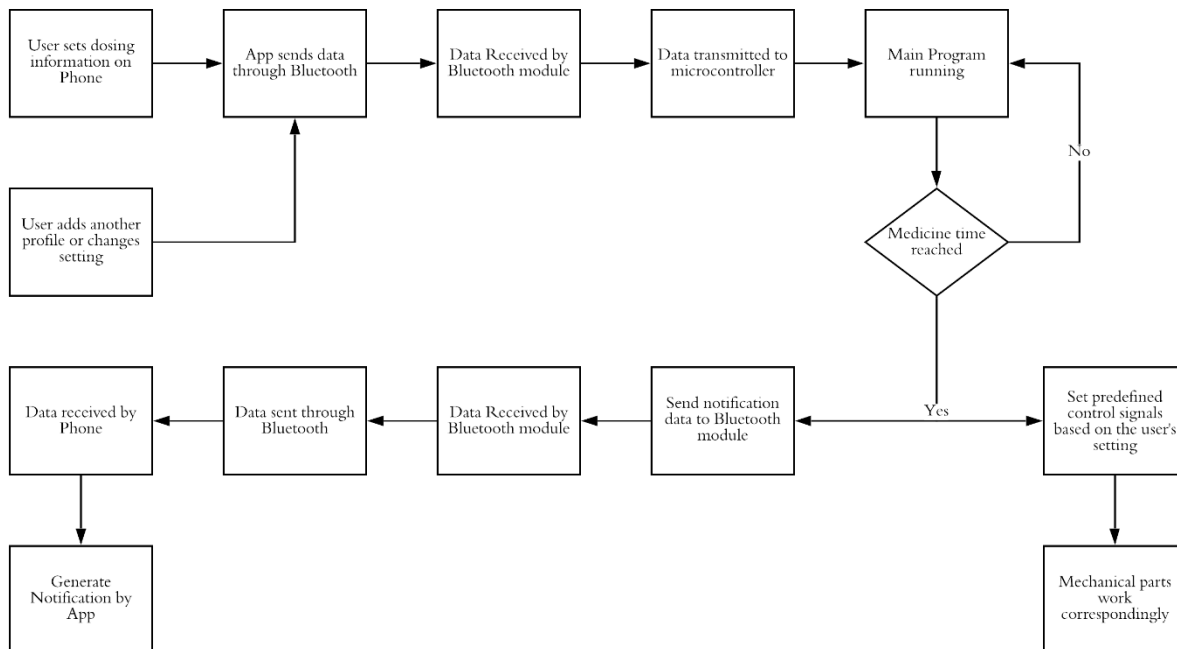 User sets dosing
information on
Phone
App sends data
through Bluetooth
Data Received by
Bluetooth module
Data transmitted to
microcontroller
Main Program
running
No
User adds another
profile or changes
setting
Medicine time
reached
Yes
Data received by
Phone
Data sent through
Bluetooth
Data Received by
Bluetooth module
Send notification
data to Bluetooth
module
Set predefined
control signals
based on the user's
setting
Generate
Notification by
App
Mechanical parts
work
correspondingly